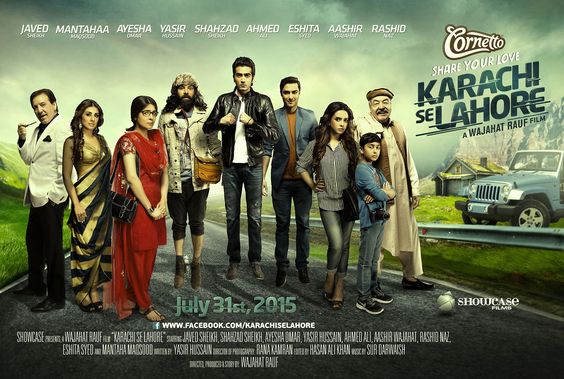 JAVED SHEIKH
MANTAHAA MAQSOOD
AYESHA OMAR
YASIR HUSSAIN
SHAHZAD SHEIKH
AHMED ALI
ESHITA SYED
AASHIR WAJAHAT
RASHID NAZ
Cornetto
SHARE YOUR LOVE
KARACHI
SE LAHORE
A WAJAHAT RAUF FILM
July 31st, 2015
WWW.FACEBOOK.COM/KARACHISELAHORE
SHOWCASE
FILMS
SHOWCASE PRESENTS A WAJAHAT RAUF FILM "KARACHI SE LAHORE" STARRING JAVED SHEIKH, SHAHZAD SHEIKH, AYESHA OMAR, YASIR HUSSAIN, AHMED ALI, AASHIR WAJAHAT, RASHID NAZ,
ESHITA SYED AND MANTAHA MAQSOOD WRITTEN BY YASIR HUSSAIN DIRECTOR OF PHOTOGRAPHY: RANA KAMRAN EDITED BY HASAN ALI KHAN MUSIC BY SUR DARWAISH
DIRECTED, PRODUCED & STORY BY WAJAHAT RAUF